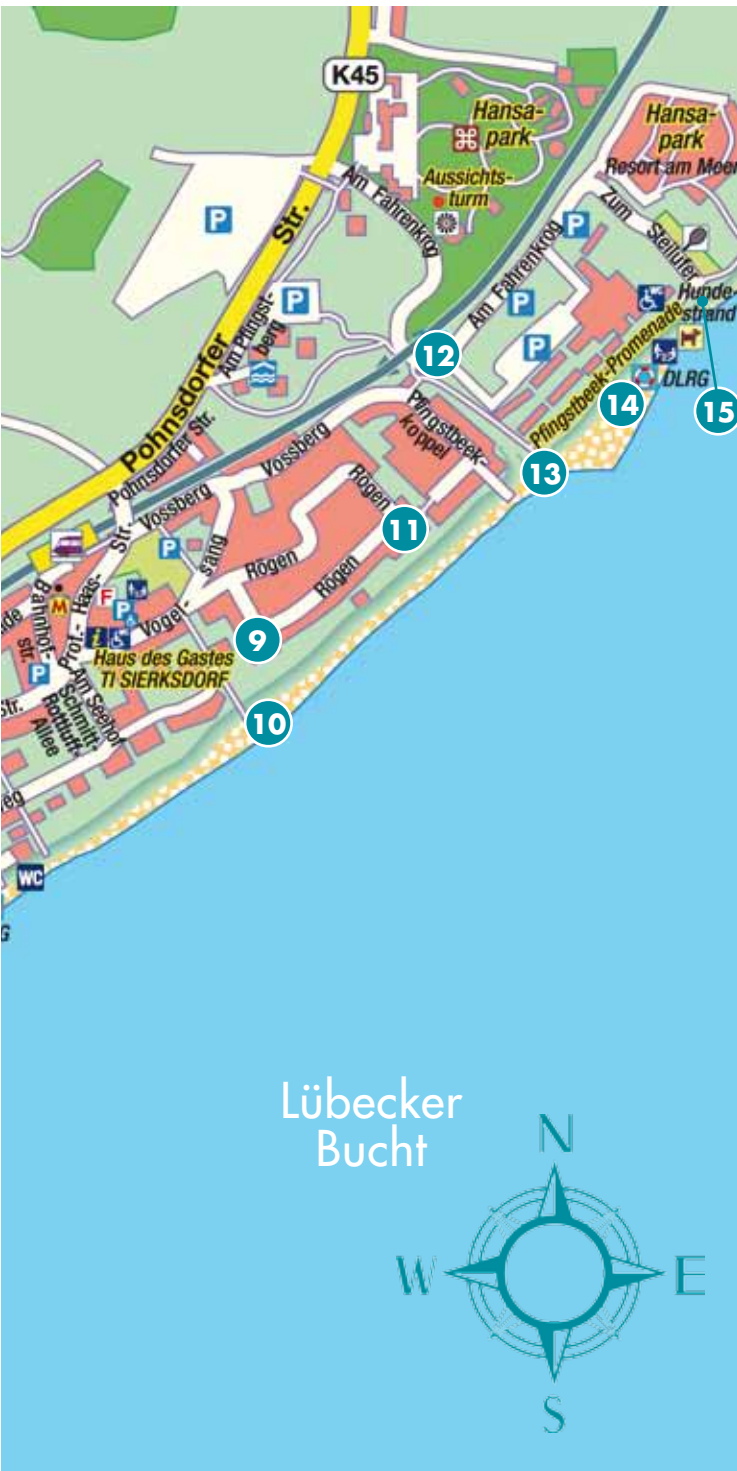 K45
Hansa-
park
Hansa-
park
Resort am Meer
Aussichts-
turm
Am Fahrenkrog
Str.
P
P
Am Fahrenkrog
P
P
P
Zum Steilufer
WC
Hunde-
strand
Am Pfingst-
berg
Pohnsdorfer
12
Pfingstbeek-Promenade
DLRG
14
15
Pohnsdorfer Str.
Vossberg
Vossberg
Pfingstbeek-
koppel
13
Rögen
11
Str.
P
sang
Rögen
Rögen
Haas-
Prof.-
Bahnhof-
str.
M
F
P
i
Vogel-
9
P
Haus des Gastes
TI SIERKSDORF
10
Str.
Am Seehof
Schmitt-
Rottluff-
Allee
WC
Lübecker
Bucht
N
W
E
S